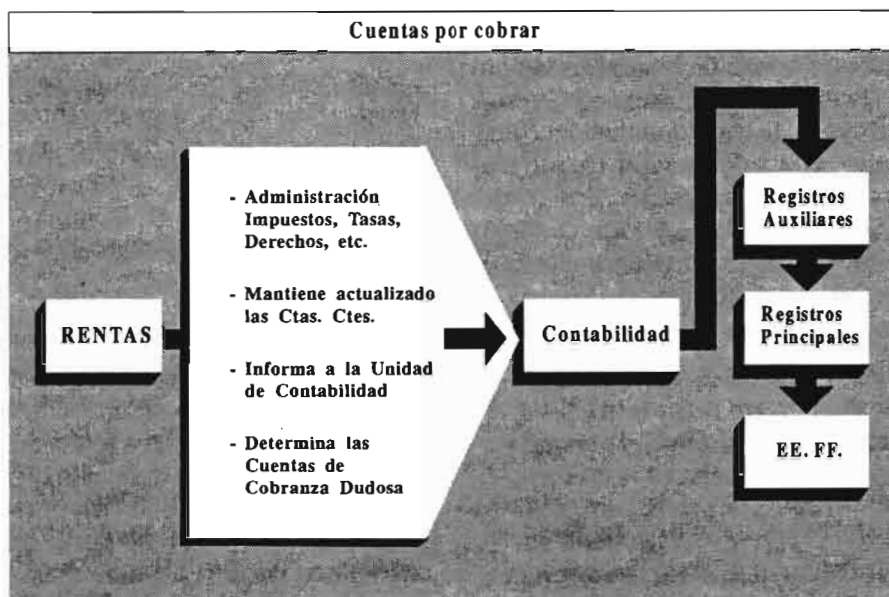 Cuentas por cobrar
RENTAS
- Administración
Impuestos, Tasas,
Derechos, etc.
- Mantiene actualizado
las Ctas. Ctes.
- Informa a la Unidad
de Contabilidad
- Determina las
Cuentas de
Cobranza Dudosa
Contabilidad
Registros
Auxiliares
Registros
Principales
EE. FF.